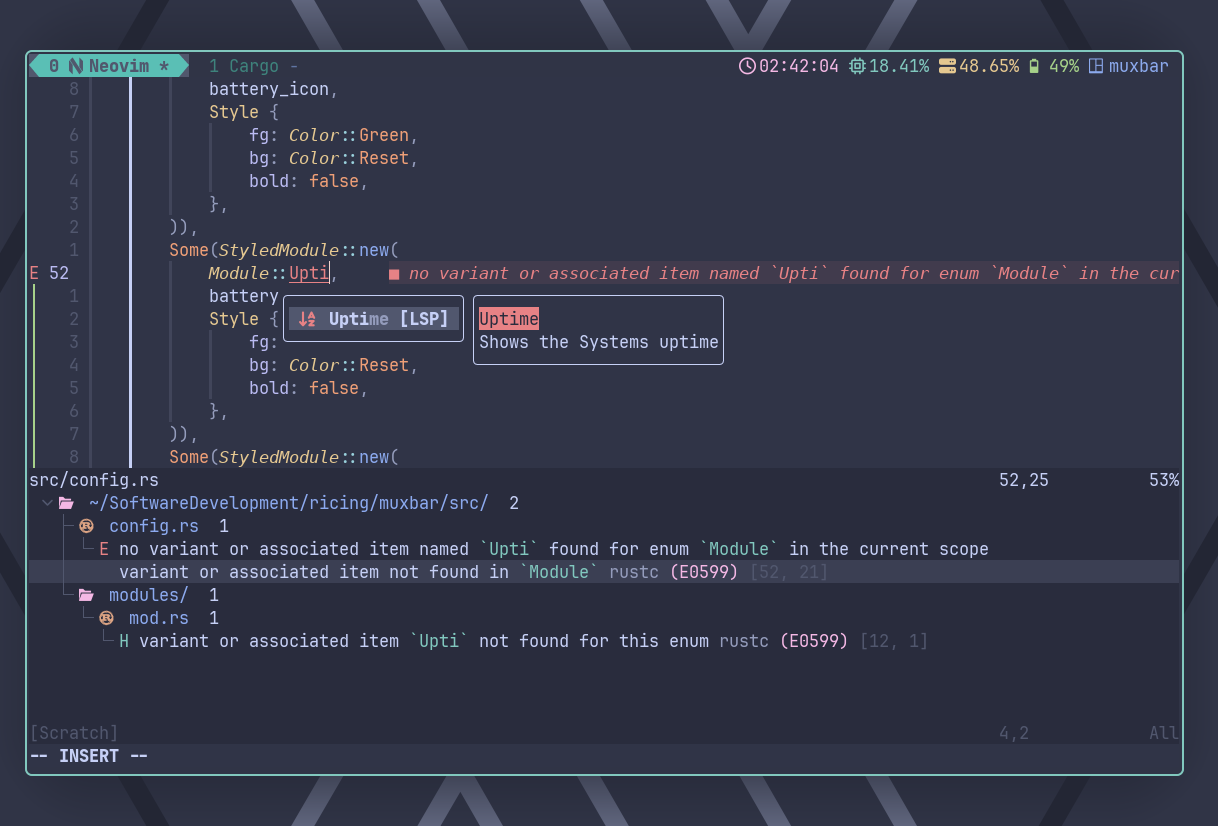 0 Neovim * 1 Cargo - 02:42:04 18.41% 48.65% 49% muxbar
8 battery_icon,
7 Style {
6 fg: Color::Green,
5 bg: Color::Reset,
4 bold: false,
3 },
2 )),
1 Some(StyledModule::new(
E 52 Module::Upti, ■ no variant or associated item named `Upti` found for enum `Module` in the cur
1 battery
2 Style { Uptime [LSP] Uptime
3 fg: Shows the Systems uptime
4 bg: Color::Reset,
5 bold: false,
6 },
7 )),
8 Some(StyledModule::new(
src/config.rs 52,25 53%
~/SoftwareDevelopment/ricing/muxbar/src/ 2
config.rs 1
E no variant or associated item named `Upti` found for enum `Module` in the current scope
variant or associated item not found in `Module` rustc (E0599) [52, 21]
modules/ 1
mod.rs 1
H variant or associated item `Upti` not found for this enum rustc (E0599) [12, 1]
[Scratch] 4,2 All
-- INSERT --